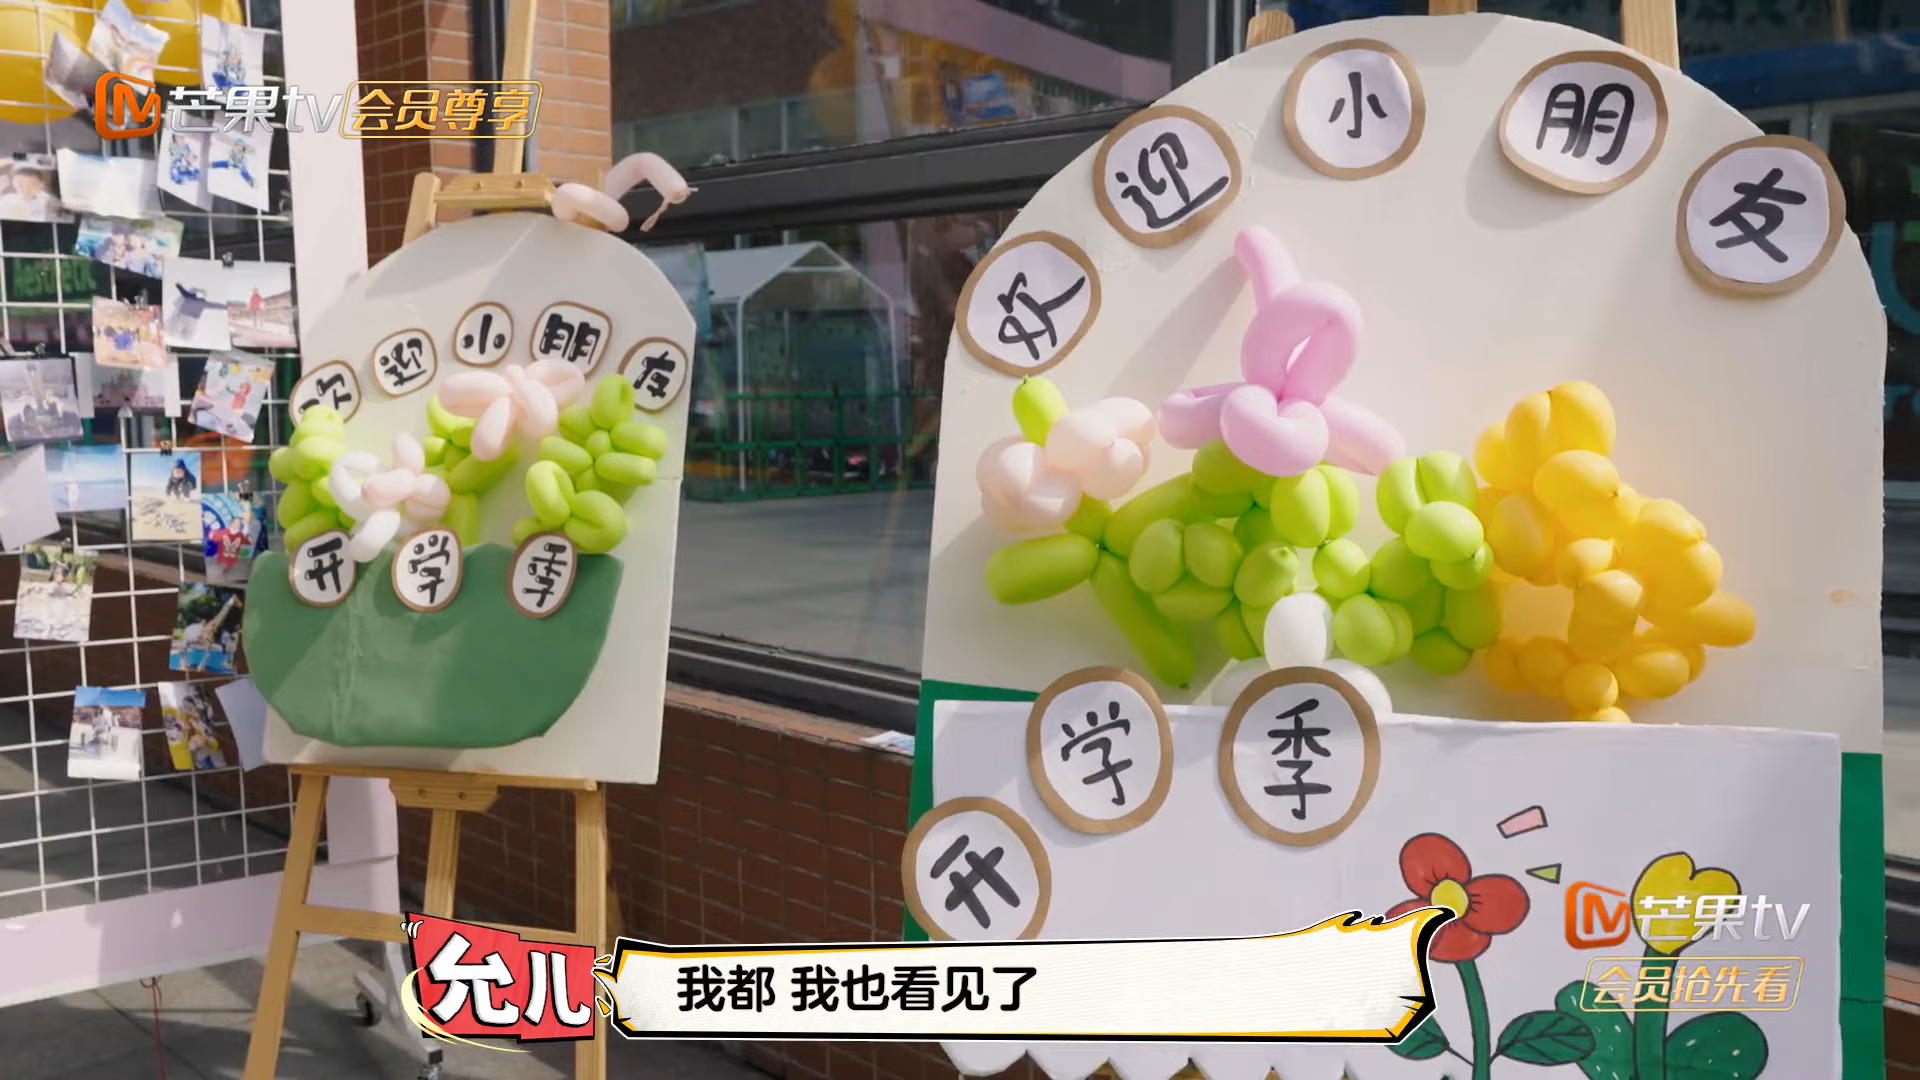 芒果tv 会员尊享
欢迎小朋友
开学季
欢迎小朋友
开学季
允儿 我都 我也看见了
芒果tv
会员抢先看